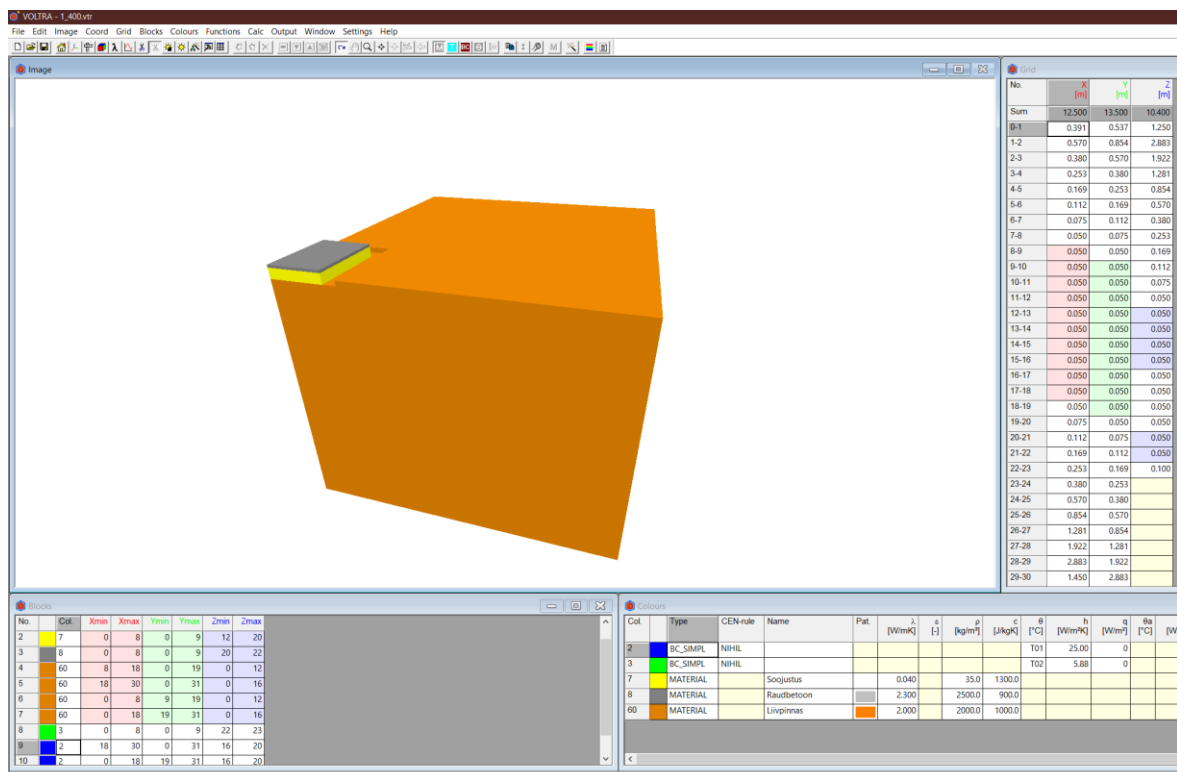 VOLTRA - 1_400.vtr
File Edit Image Coord Grid Blocks Colours Functions Calc Output Window Settings Help
Image
Grid
No. X [m] Y [m] Z [m]
Sum 12.500 13.500 10.400
0-1 0.391 0.537 1.250
1-2 0.570 0.854 2.883
2-3 0.380 0.570 1.922
3-4 0.253 0.380 1.281
4-5 0.169 0.253 0.854
5-6 0.112 0.169 0.570
6-7 0.075 0.112 0.380
7-8 0.050 0.075 0.253
8-9 0.050 0.050 0.169
9-10 0.050 0.050 0.112
10-11 0.050 0.050 0.075
11-12 0.050 0.050 0.050
12-13 0.050 0.050 0.050
13-14 0.050 0.050 0.050
14-15 0.050 0.050 0.050
15-16 0.050 0.050 0.050
16-17 0.050 0.050 0.050
17-18 0.050 0.050 0.050
18-19 0.050 0.050 0.050
19-20 0.075 0.050 0.050
20-21 0.112 0.075 0.050
21-22 0.169 0.112 0.050
22-23 0.253 0.169 0.100
23-24 0.380 0.253
24-25 0.570 0.380
25-26 0.854 0.570
26-27 1.281 0.854
27-28 1.922 1.281
28-29 2.883 1.922
29-30 1.450 2.883
Blocks
No. Col. Xmin Xmax Ymin Ymax Zmin Zmax
2 7 0 8 0 9 12 20
3 8 0 8 0 9 20 22
4 60 8 18 0 19 0 12
5 60 18 30 0 31 0 16
6 60 0 8 9 19 0 12
7 60 0 18 19 31 0 16
8 3 0 8 0 9 22 23
9 2 18 30 0 31 16 20
10 2 0 18 19 31 16 20
Colours
Col. Type CEN-rule Name Pat. λ [W/mK] ε [-] ρ [kg/m³] c [J/kgK] θ [°C] h [W/m²K] q [W/m²] θa [°C] [W
2 BC_SIMPL NIHIL T01 25.00 0
3 BC_SIMPL NIHIL T02 5.88 0
7 MATERIAL Soojustus 0.040 35.0 1300.0
8 MATERIAL Raudbetoon 2.300 2500.0 900.0
60 MATERIAL Liivpinnas 2.000 2000.0 1000.0